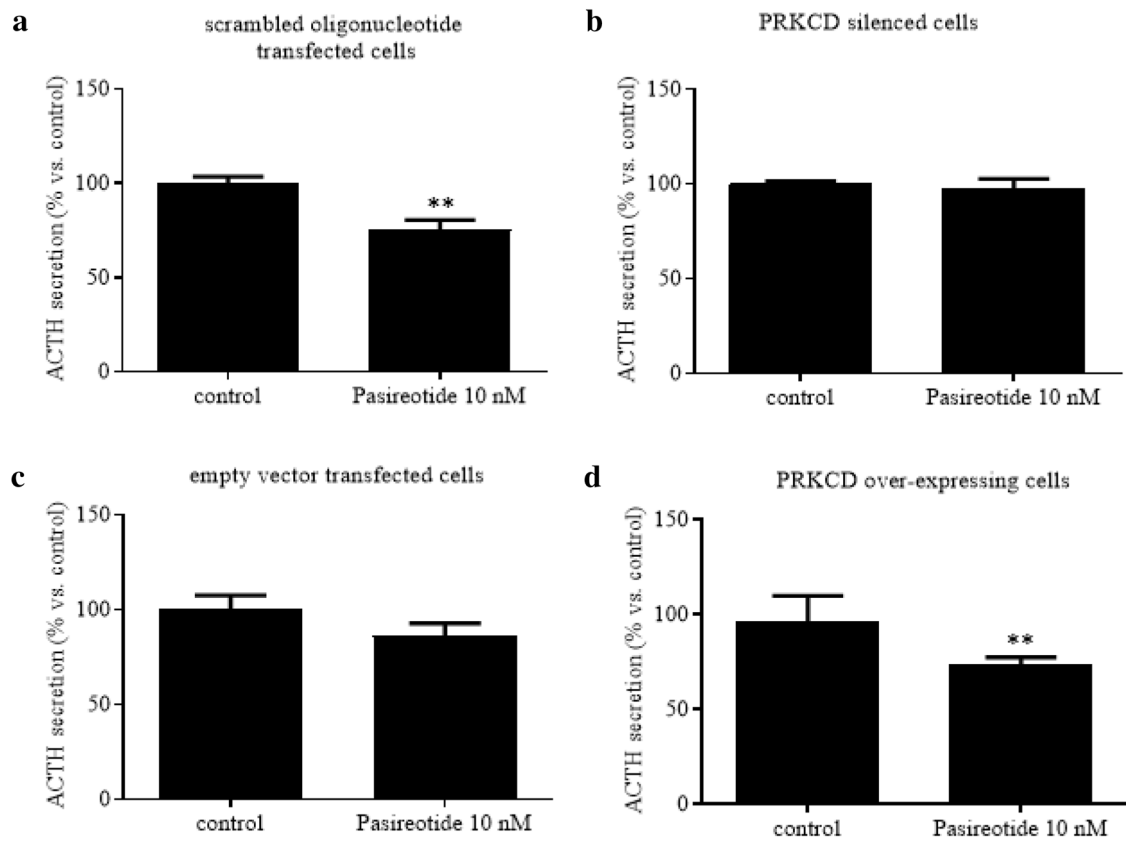 a
scrambled oligonucleotide
transfected cells
ACTH secretion (% vs. control)
150
100
50
0
**
control
Pasireotide 10 nM
b
PRKCD silenced cells
ACTH secretion (% vs. control)
150
100
50
0
control
Pasireotide 10 nM
c
empty vector transfected cells
ACTH secretion (% vs. control)
150
100
50
0
control
Pasireotide 10 nM
d
PRKCD over-expressing cells
ACTH secretion (% vs. control)
150
100
50
0
**
control
Pasireotide 10 nM